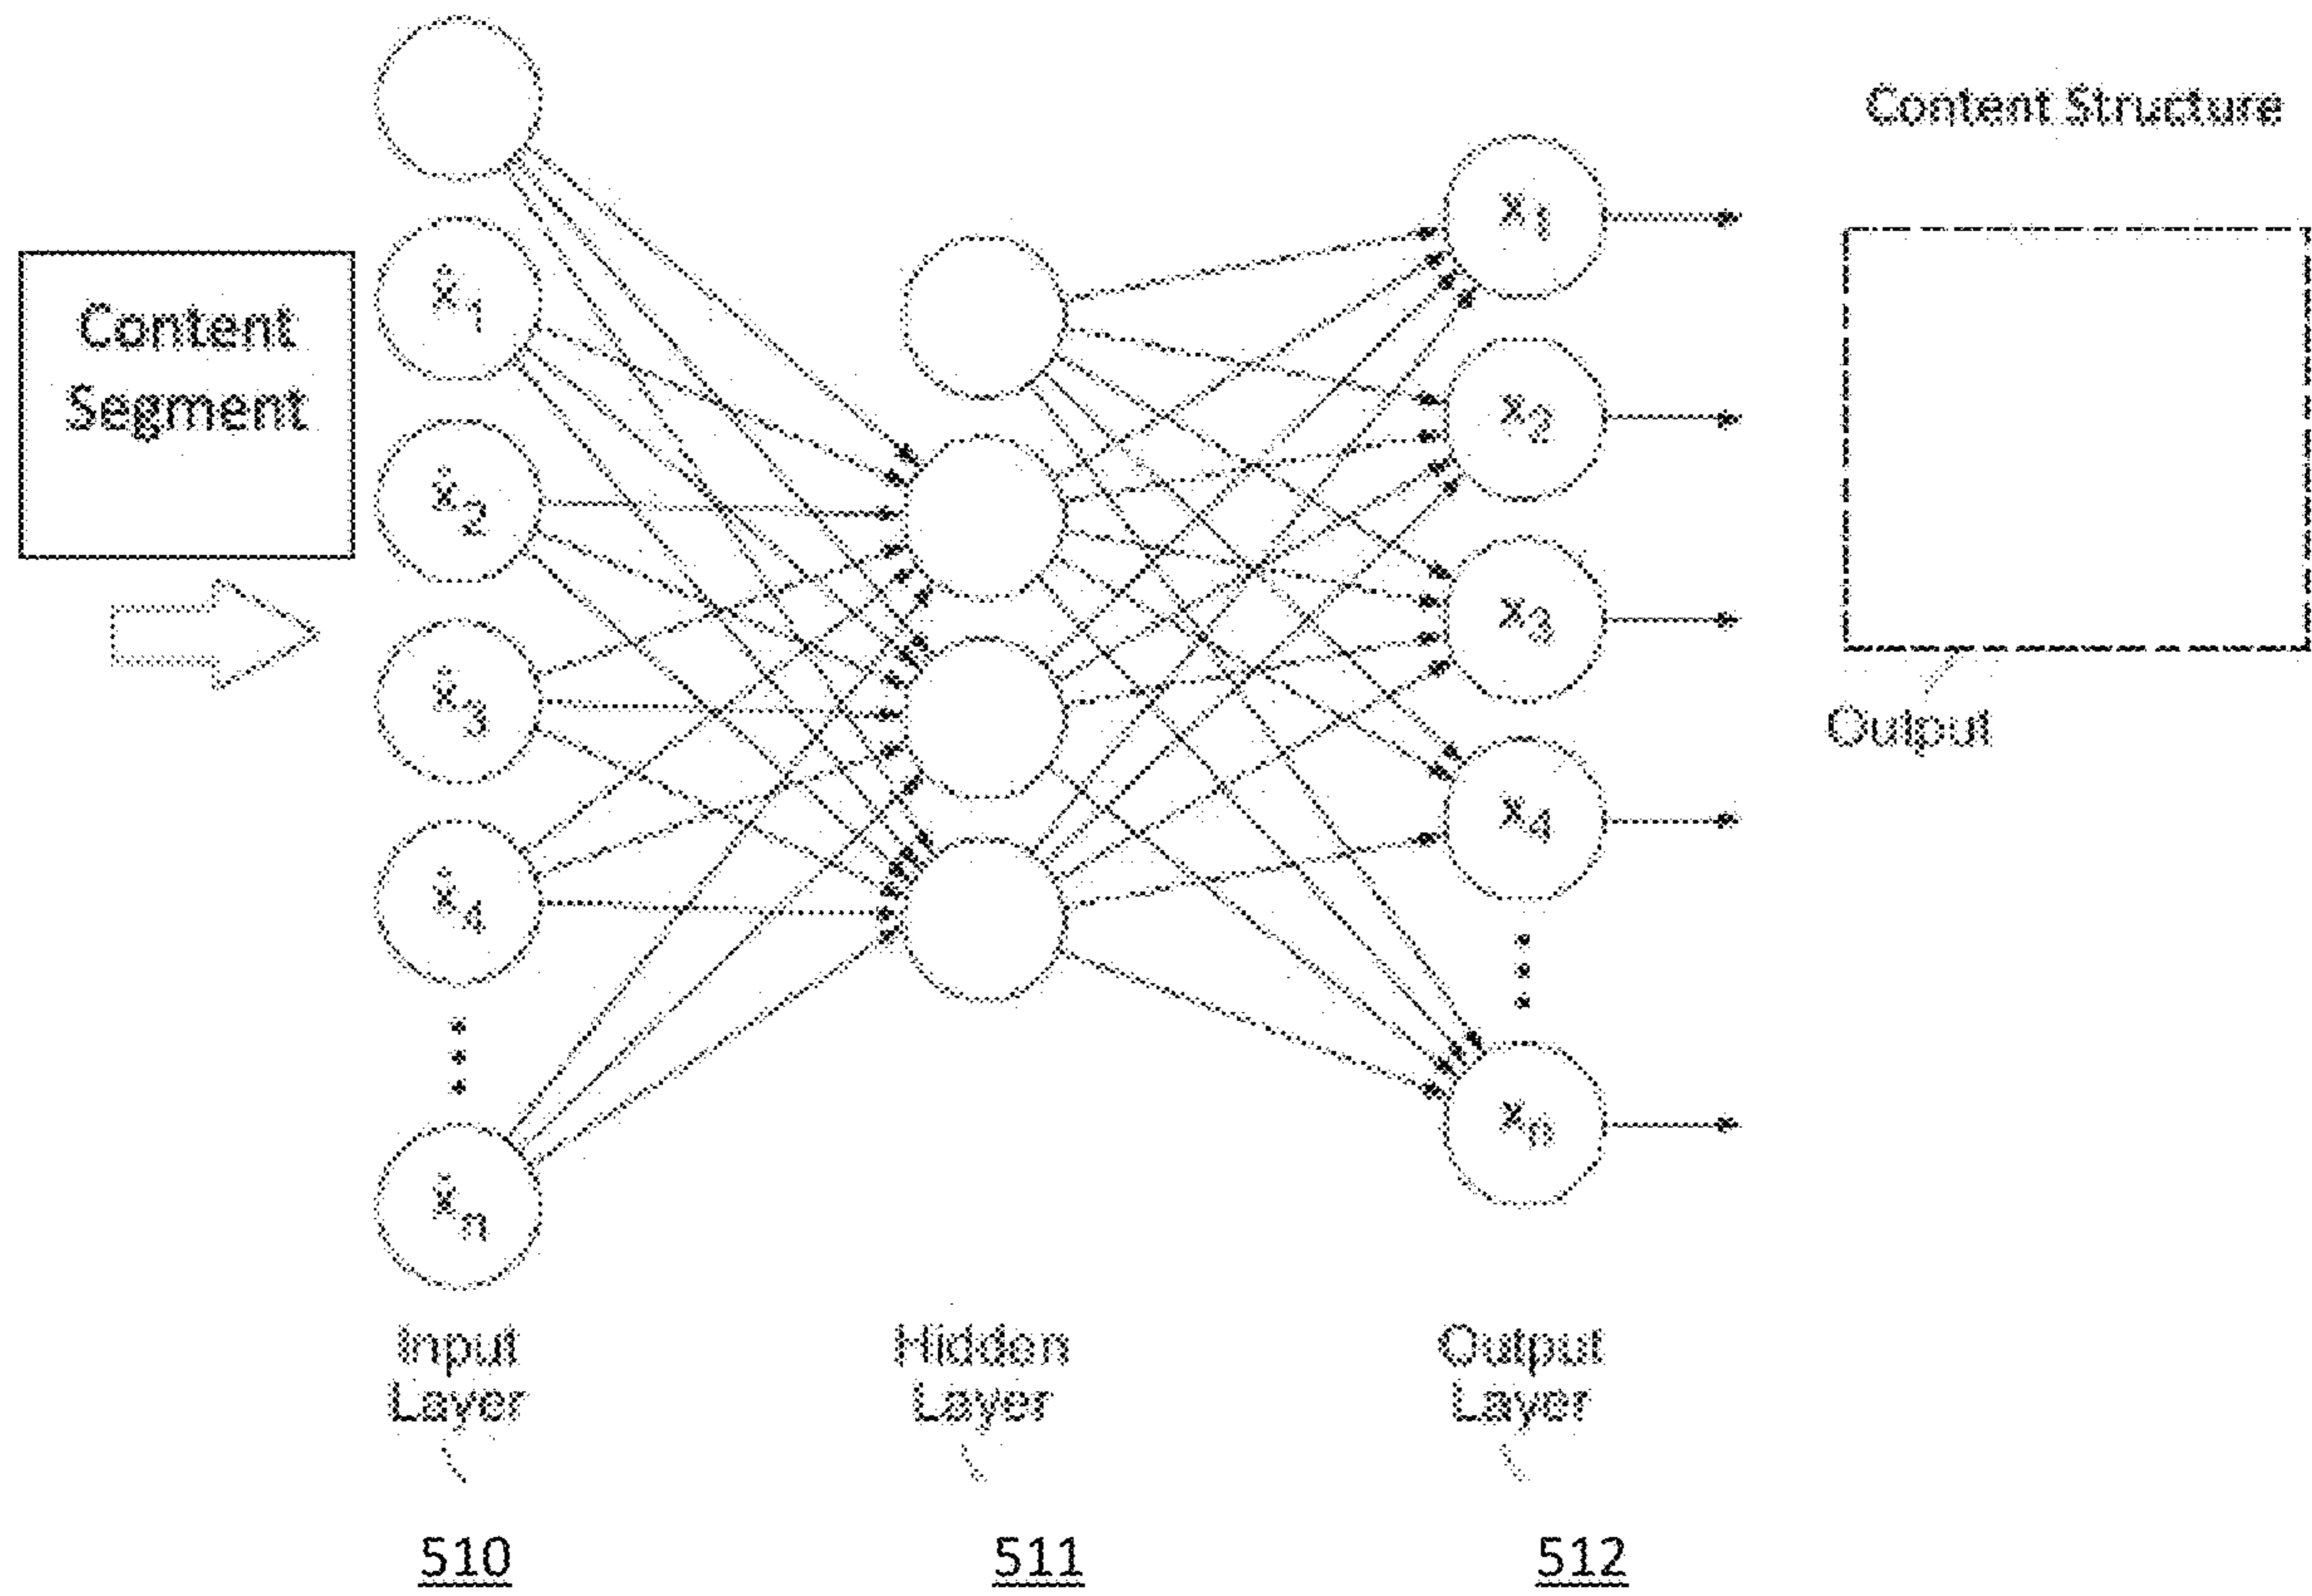 Content
Segment
x̂1
x̂2
x̂3
x̂4
x̂n
x1
x2
x3
x4
xn
Content Structure
Output
Input
Layer
Hidden
Layer
Output
Layer
510
511
512